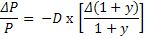 ΔP/P = −D x [Δ(1 + y)/1 + y]